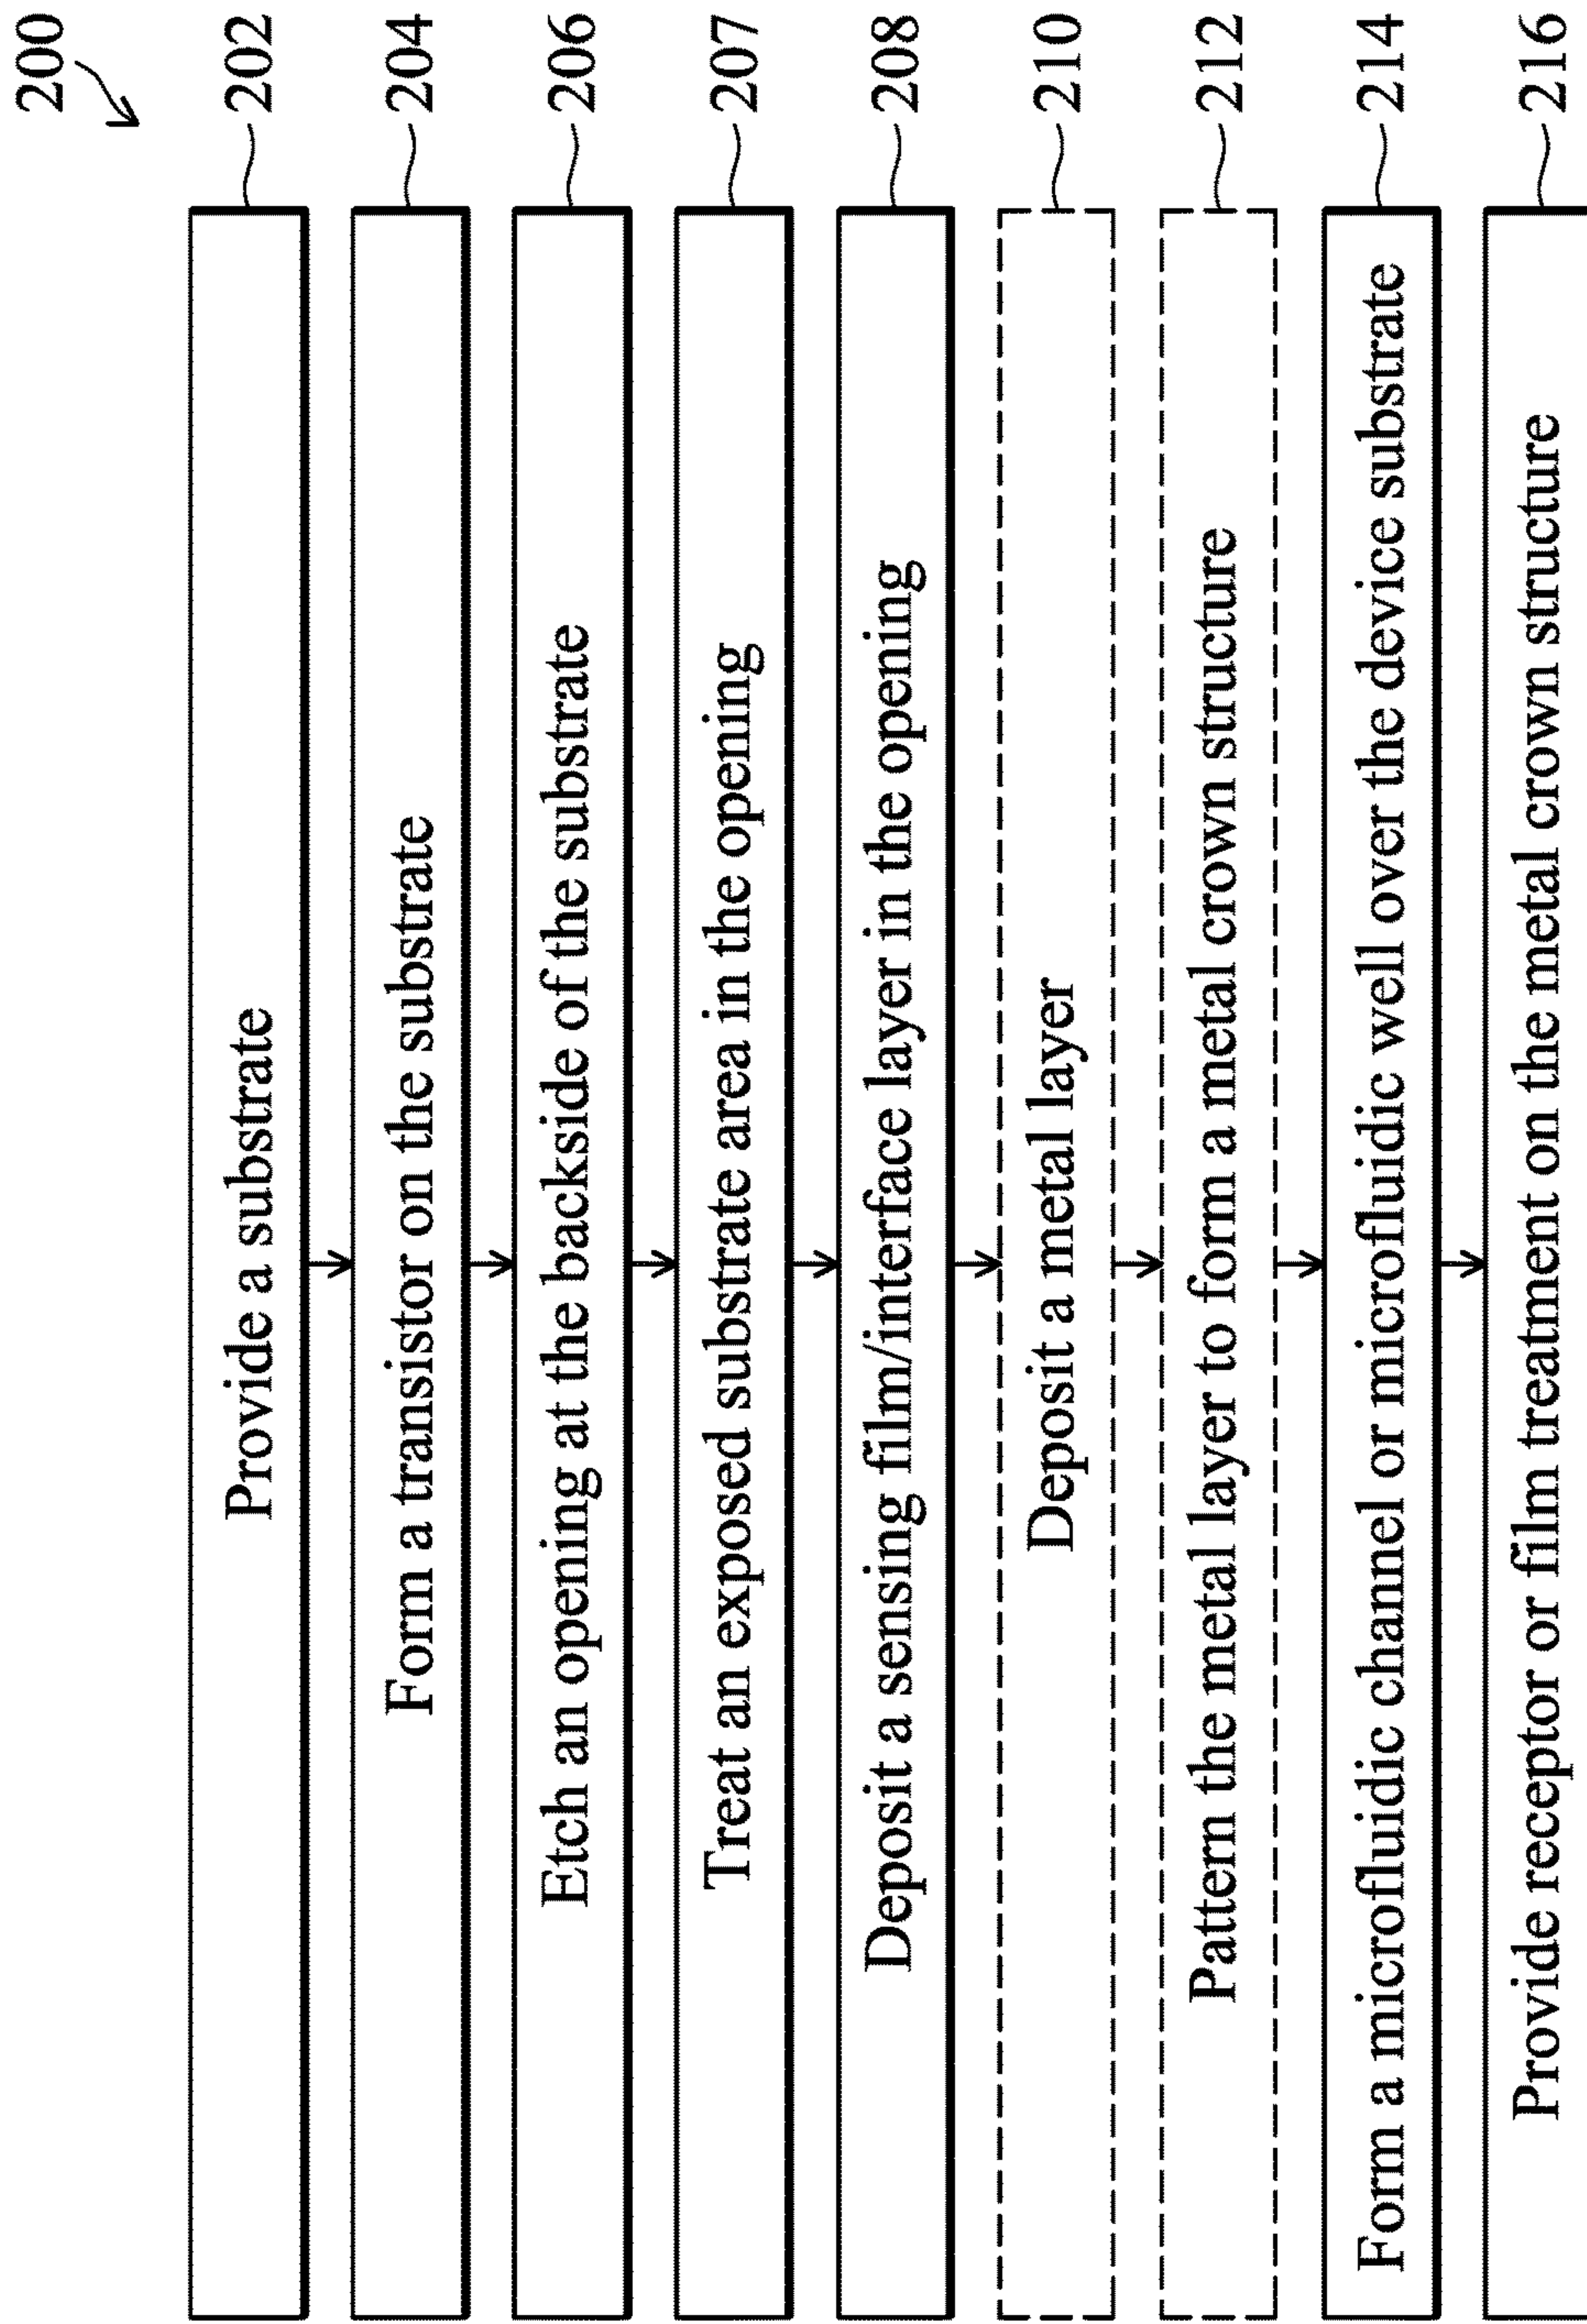 200
Provide a substrate 202
Form a transistor on the substrate 204
Etch an opening at the backside of the substrate 206
Treat an exposed substrate area in the opening 207
Deposit a sensing film/interface layer in the opening 208
Deposit a metal layer 210
Pattern the metal layer to form a metal crown structure 212
Form a microfluidic channel or microfluidic well over the device substrate 214
Provide receptor or film treatment on the metal crown structure 216